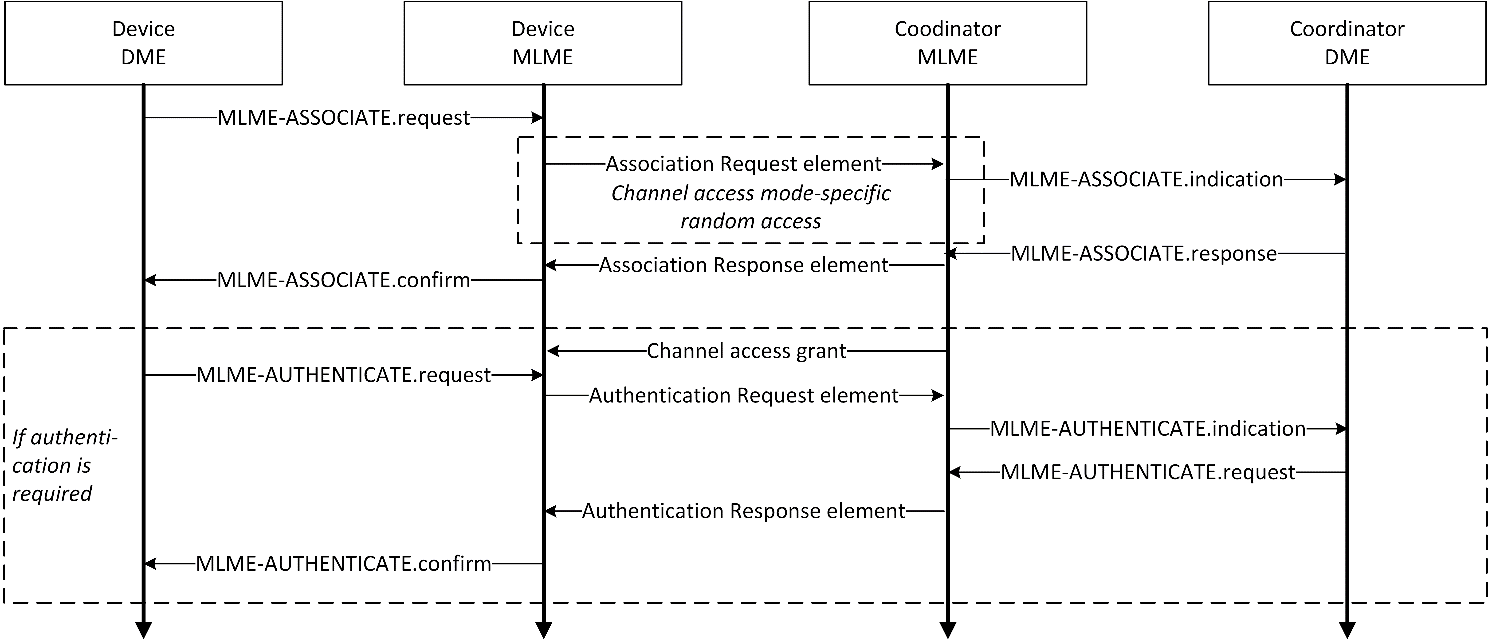 Device
DME
Device
MLME
Coodinator
MLME
Coordinator
DME
MLME-ASSOCIATE.request
Association Request element
Channel access mode-specific
random access
MLME-ASSOCIATE.indication
MLME-ASSOCIATE.response
Association Response element
MLME-ASSOCIATE.confirm
Channel access grant
MLME-AUTHENTICATE.request
Authentication Request element
MLME-AUTHENTICATE.indication
If authenti-
cation is
required
MLME-AUTHENTICATE.request
Authentication Response element
MLME-AUTHENTICATE.confirm